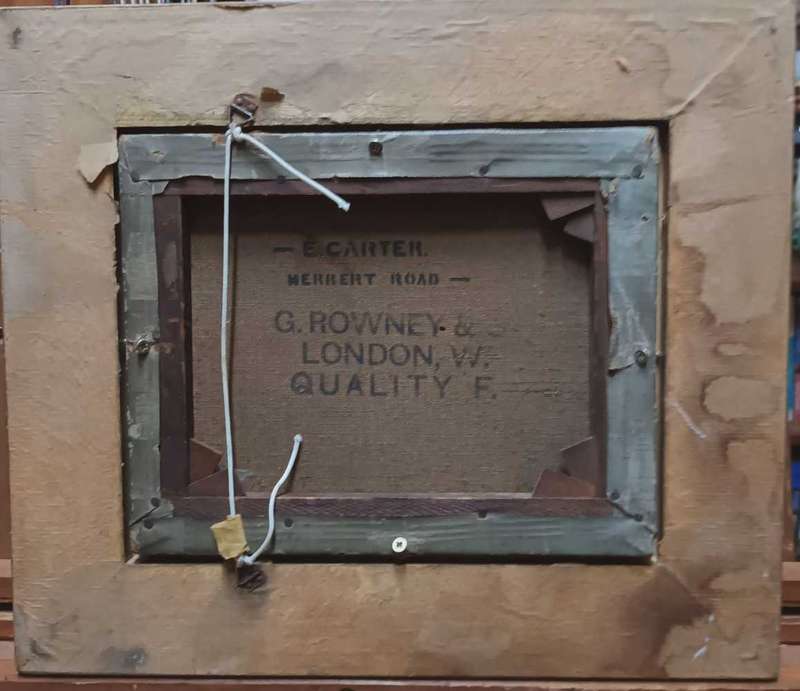 — E. CARTER.
HERBERT ROAD —
G. ROWNEY &
LONDON, W.
QUALITY F.